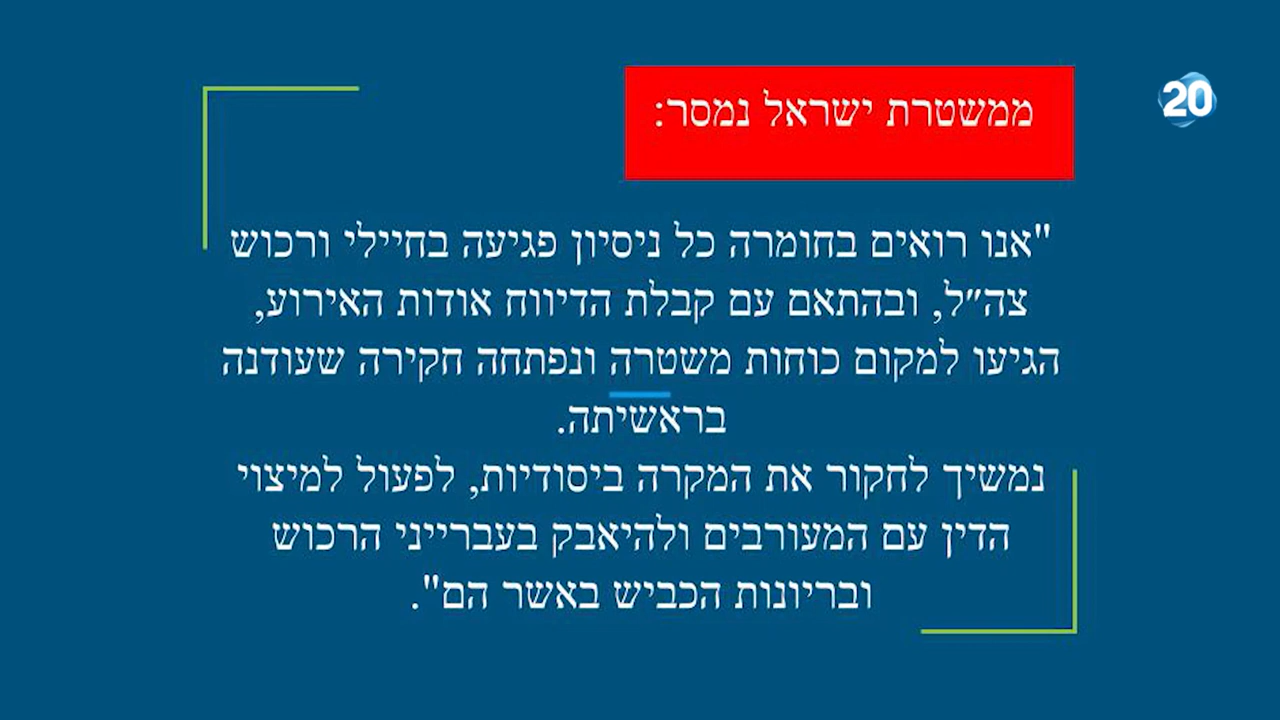 20
ממשטרת ישראל נמסר:
"אנו רואים בחומרה כל ניסיון פגיעה בחיילי ורכוש
צה״ל, ובהתאם עם קבלת הדיווח אודות האירוע,
הגיעו למקום כוחות משטרה ונפתחה חקירה שעודנה
בראשיתה.
נמשיך לחקור את המקרה ביסודיות, לפעול למיצוי
הדין עם המעורבים ולהיאבק בעברייני הרכוש
ובריונות הכביש באשר הם".